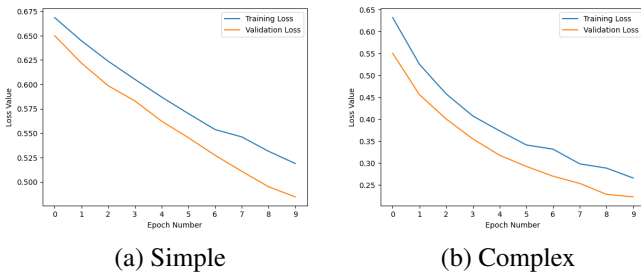 0.675
0.650
0.625
0.600
0.575
0.550
0.525
0.500
Loss Value
Training Loss
Validation Loss
0 1 2 3 4 5 6 7 8 9
Epoch Number
(a) Simple
0.65
0.60
0.55
0.50
0.45
0.40
0.35
0.30
0.25
Loss Value
Training Loss
Validation Loss
0 1 2 3 4 5 6 7 8 9
Epoch Number
(b) Complex